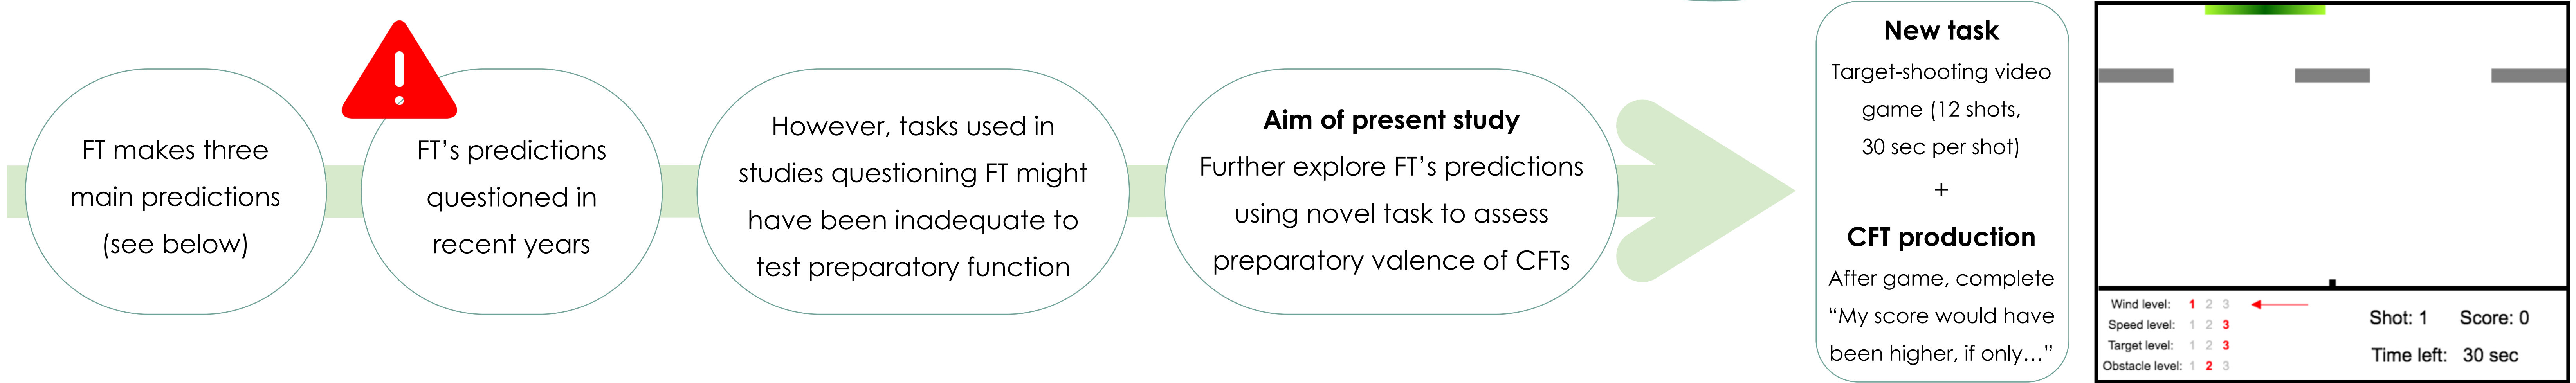 FT makes three
main predictions
(see below)
!
FT’s predictions
questioned in
recent years
However, tasks used in
studies questioning FT might
have been inadequate to
test preparatory function
Aim of present study
Further explore FT’s predictions
using novel task to assess
preparatory valence of CFTs
New task
Target-shooting video
game (12 shots,
30 sec per shot)
+
CFT production
After game, complete
“My score would have
been higher, if only…”
Wind level: 1 2 3
Speed level: 1 2 3
Target level: 1 2 3
Obstacle level: 1 2 3
Shot: 1 Score: 0
Time left: 30 sec